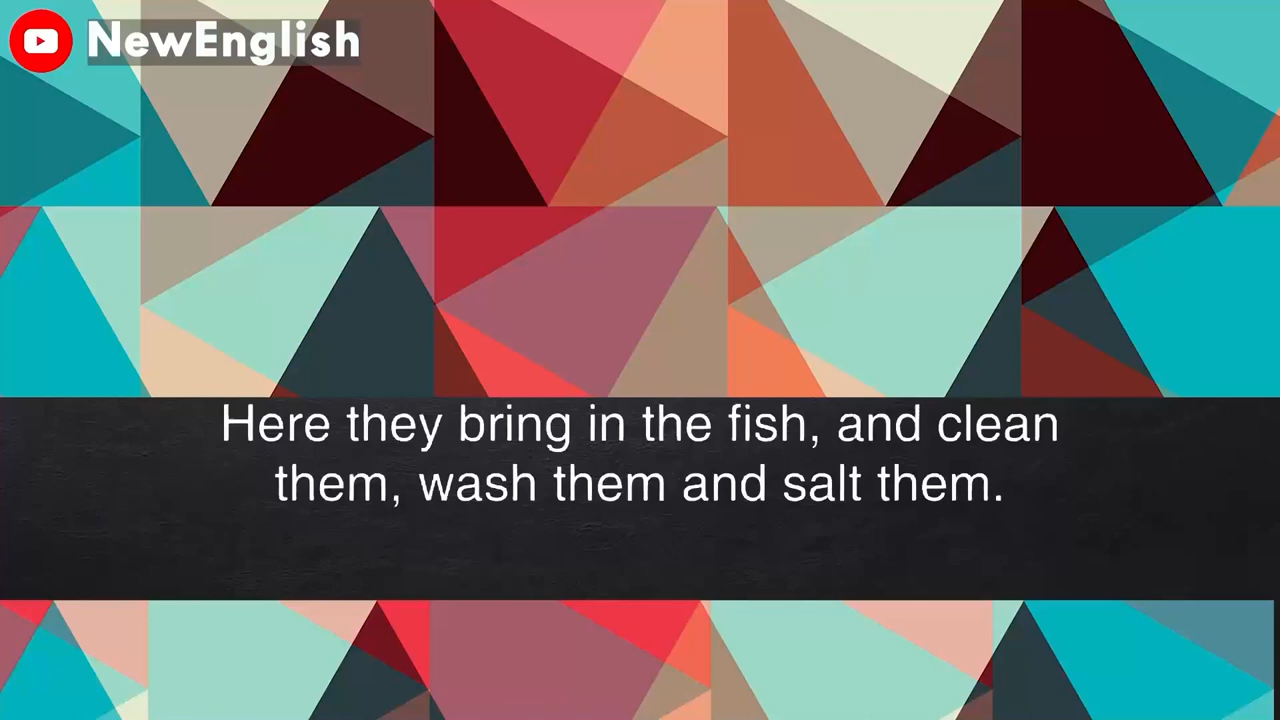 NewEnglish
Here they bring in the fish, and clean
them, wash them and salt them.